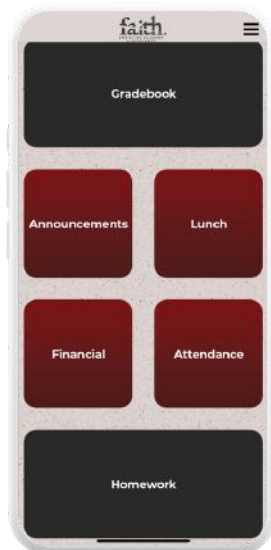 faith.
Gradebook
Announcements
Lunch
Financial
Attendance
Homework